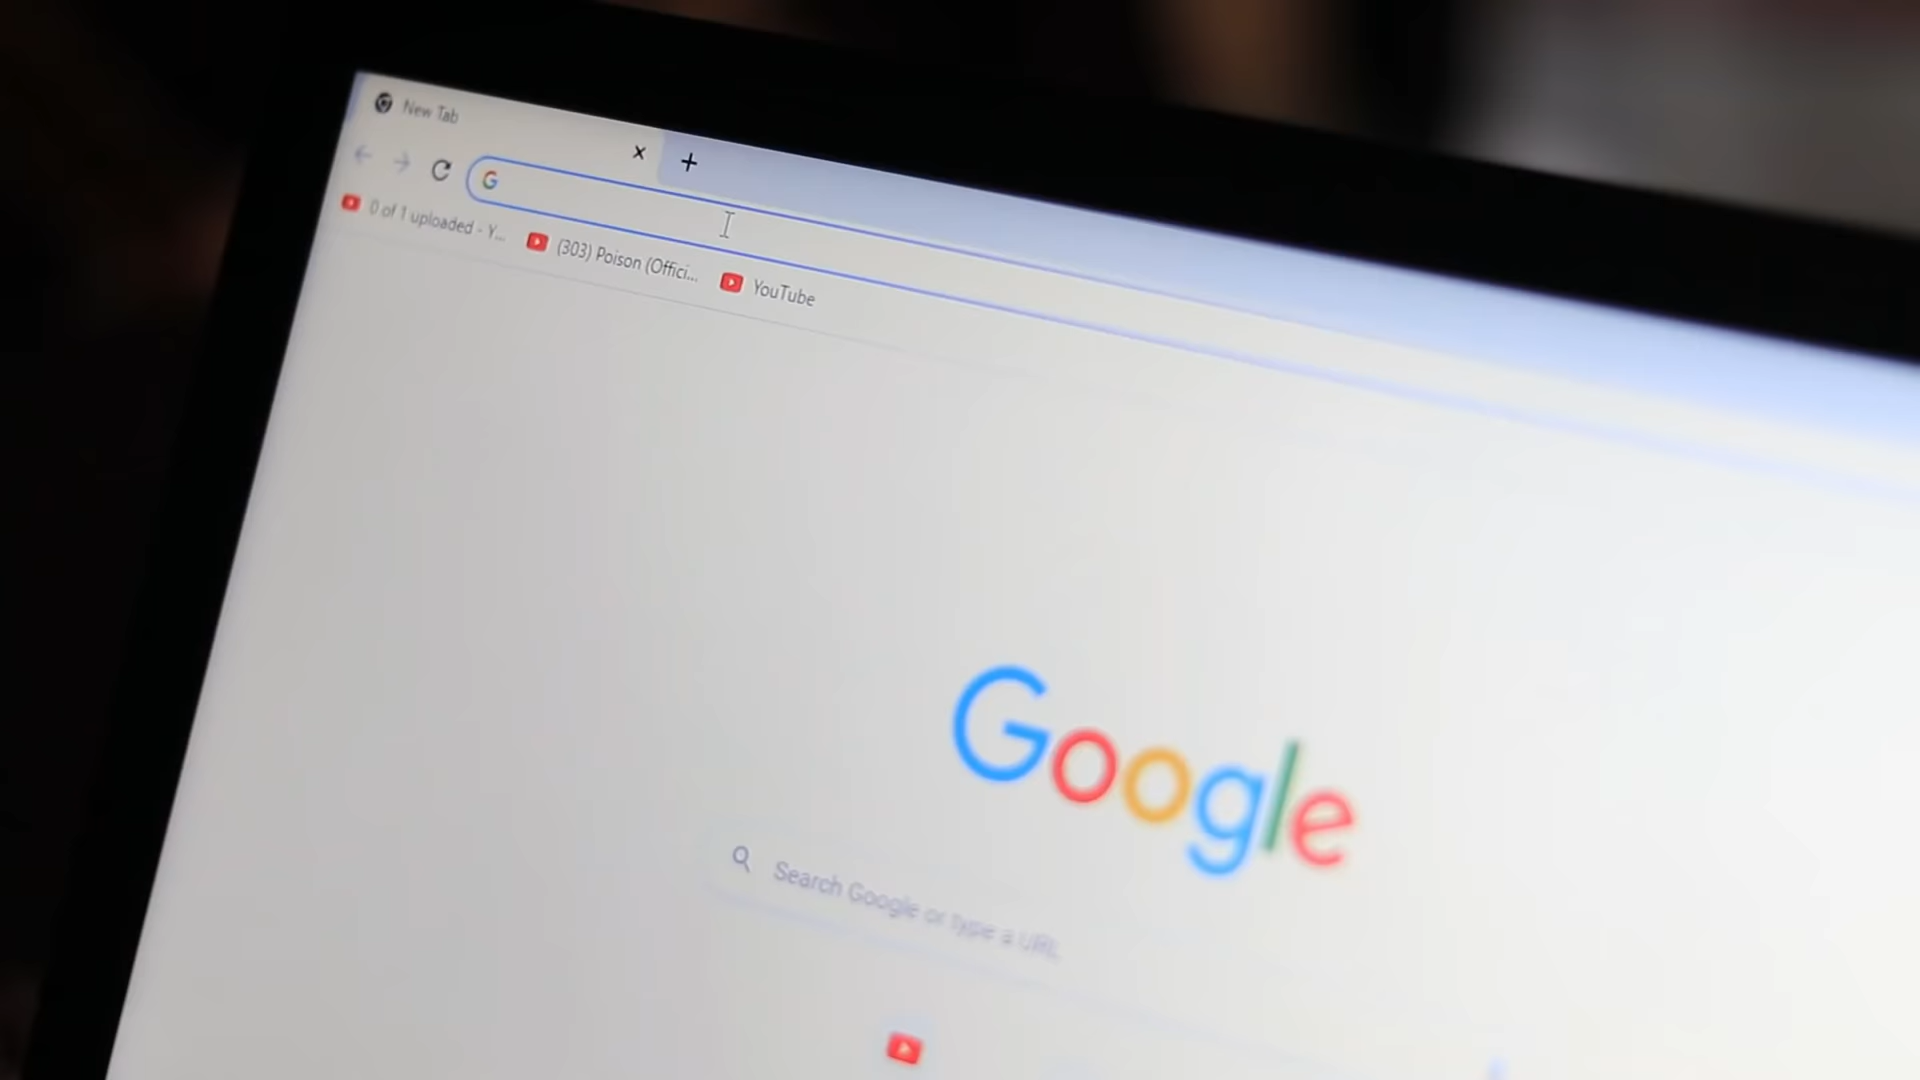 New Tab
0 of 1 uploaded - Y...
(303) Poison (Offici...
YouTube
Google
Search Google or type a URL